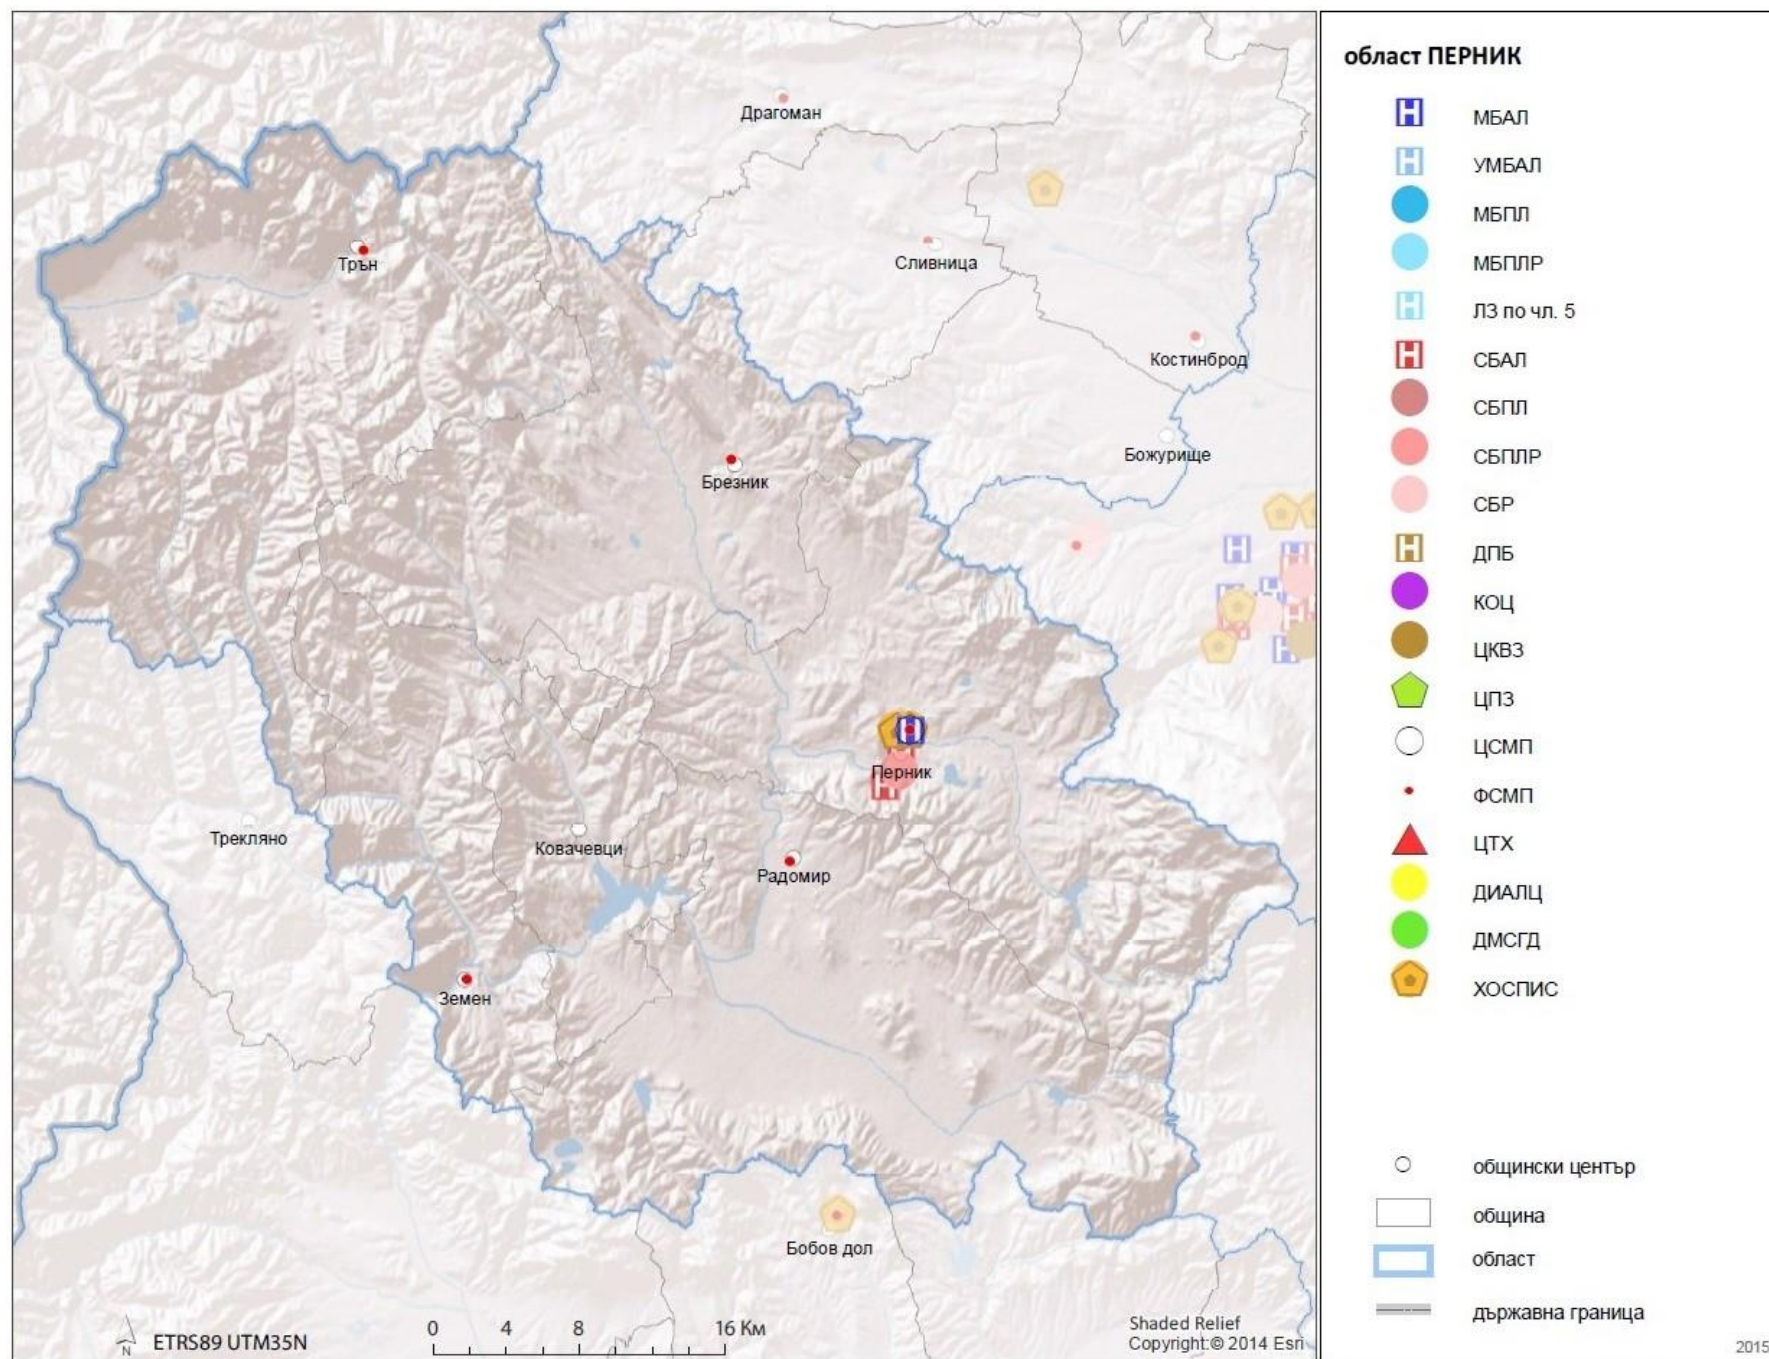 Драгоман
Сливница
Трън
Костинброд
Божурище
Брезник
Перник
Трекляно
Ковачевци
Радомир
Земен
Бобов дол
N
ETRS89 UTM35N
0 4 8 16 Км
Shaded Relief
Copyright:© 2014 Esri
област ПЕРНИК
H МБАЛ
H УМБАЛ
МБПЛ
МБПЛР
H ЛЗ по чл. 5
H СБАЛ
СБПЛ
СБПЛР
СБР
H ДПБ
КОЦ
ЦКВЗ
ЦПЗ
ЦСМП
ФСМП
ЦТХ
ДИАЛЦ
ДМСГД
ХОСПИС
общински център
община
област
държавна граница
2015